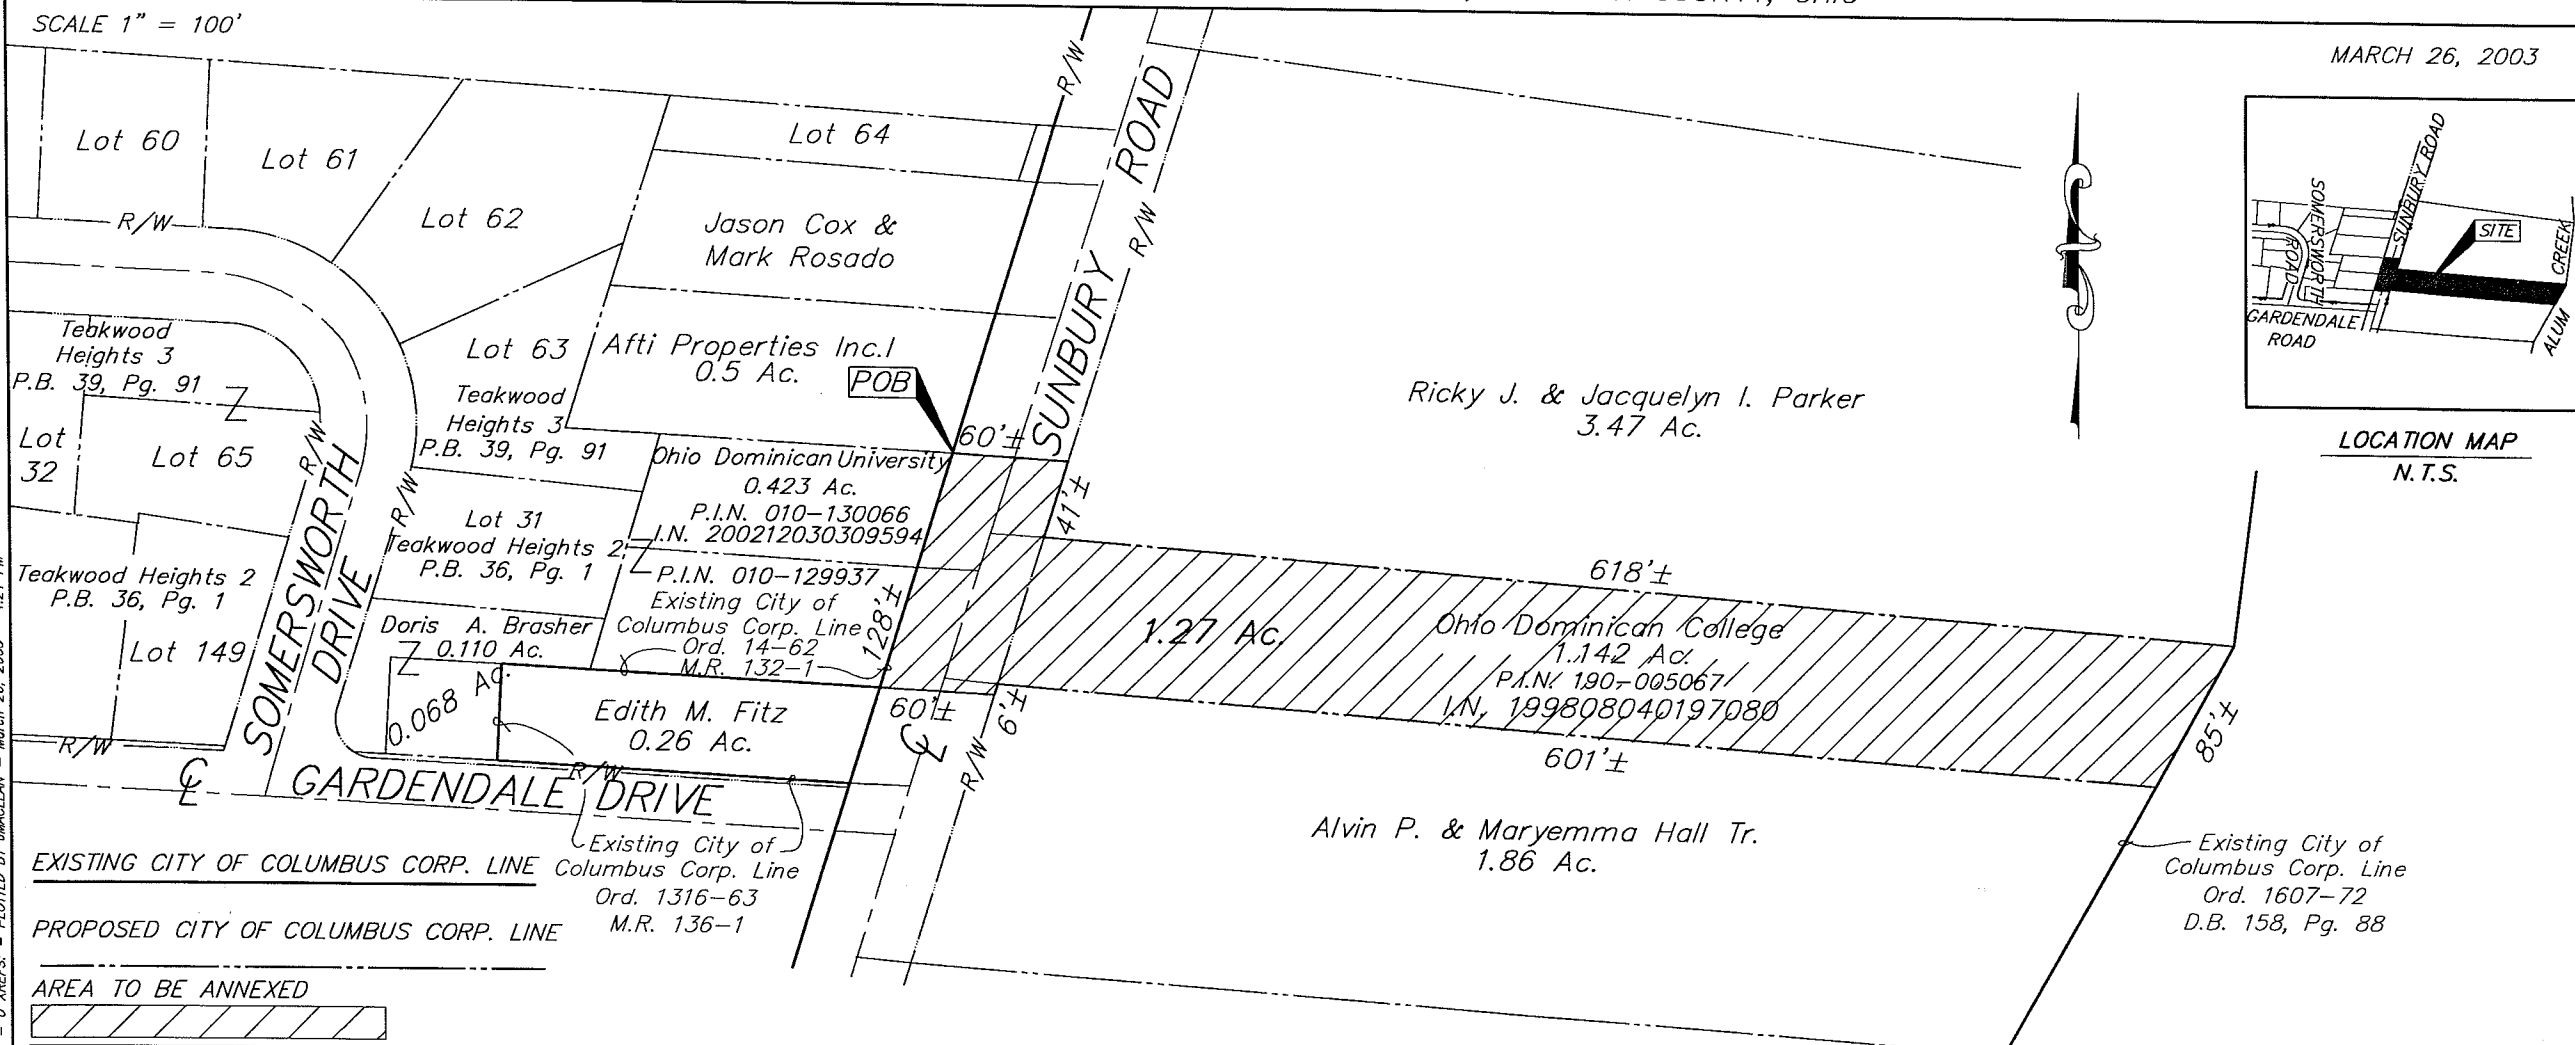 SCALE 1" = 100'
MARCH 26, 2003
Lot 60
Lot 61
Lot 62
Lot 64
R/W
R/W
SUNBURY ROAD
R/W
Jason Cox &
Mark Rosado
Teakwood
Heights 3
P.B. 39, Pg. 91
Lot 63
Afti Properties Inc.
0.5 Ac.
POB
Teakwood
Heights 3
P.B. 39, Pg. 91
Lot
32
Lot 65
R/W
SOMERSWORTH
DRIVE
R/W
60'±
41'±
Ricky J. & Jacquelyn I. Parker
3.47 Ac.
SUNBURY ROAD
SOMERSWORTH
ROAD
SITE
GARDENDALE
ROAD
ALUM CREEK
LOCATION MAP
N.T.S.
Ohio Dominican University
0.423 Ac.
P.I.N. 010-130066
I.N. 200212030309594
Lot 31
Teakwood Heights 2
P.B. 36, Pg. 1
P.I.N. 010-129937
Existing City of
Columbus Corp. Line
Ord. 14-62
M.R. 132-1
128'±
Teakwood Heights 2
P.B. 36, Pg. 1
Lot 149
Doris A. Brasher
0.110 Ac.
0.068 Ac.
Edith M. Fitz
0.26 Ac.
60'±
6'±
618'±
1.27 Ac.
Ohio Dominican College
1.142 Ac.
P.I.N. 190-005067
I.N. 199808040197080
601'±
85'±
R/W
CL
R/W
CL
R/W
GARDENDALE DRIVE
Alvin P. & Maryemma Hall Tr.
1.86 Ac.
Existing City of
Columbus Corp. Line
Ord. 1316-63
M.R. 136-1
Existing City of
Columbus Corp. Line
Ord. 1607-72
D.B. 158, Pg. 88
EXISTING CITY OF COLUMBUS CORP. LINE
PROPOSED CITY OF COLUMBUS CORP. LINE
AREA TO BE ANNEXED